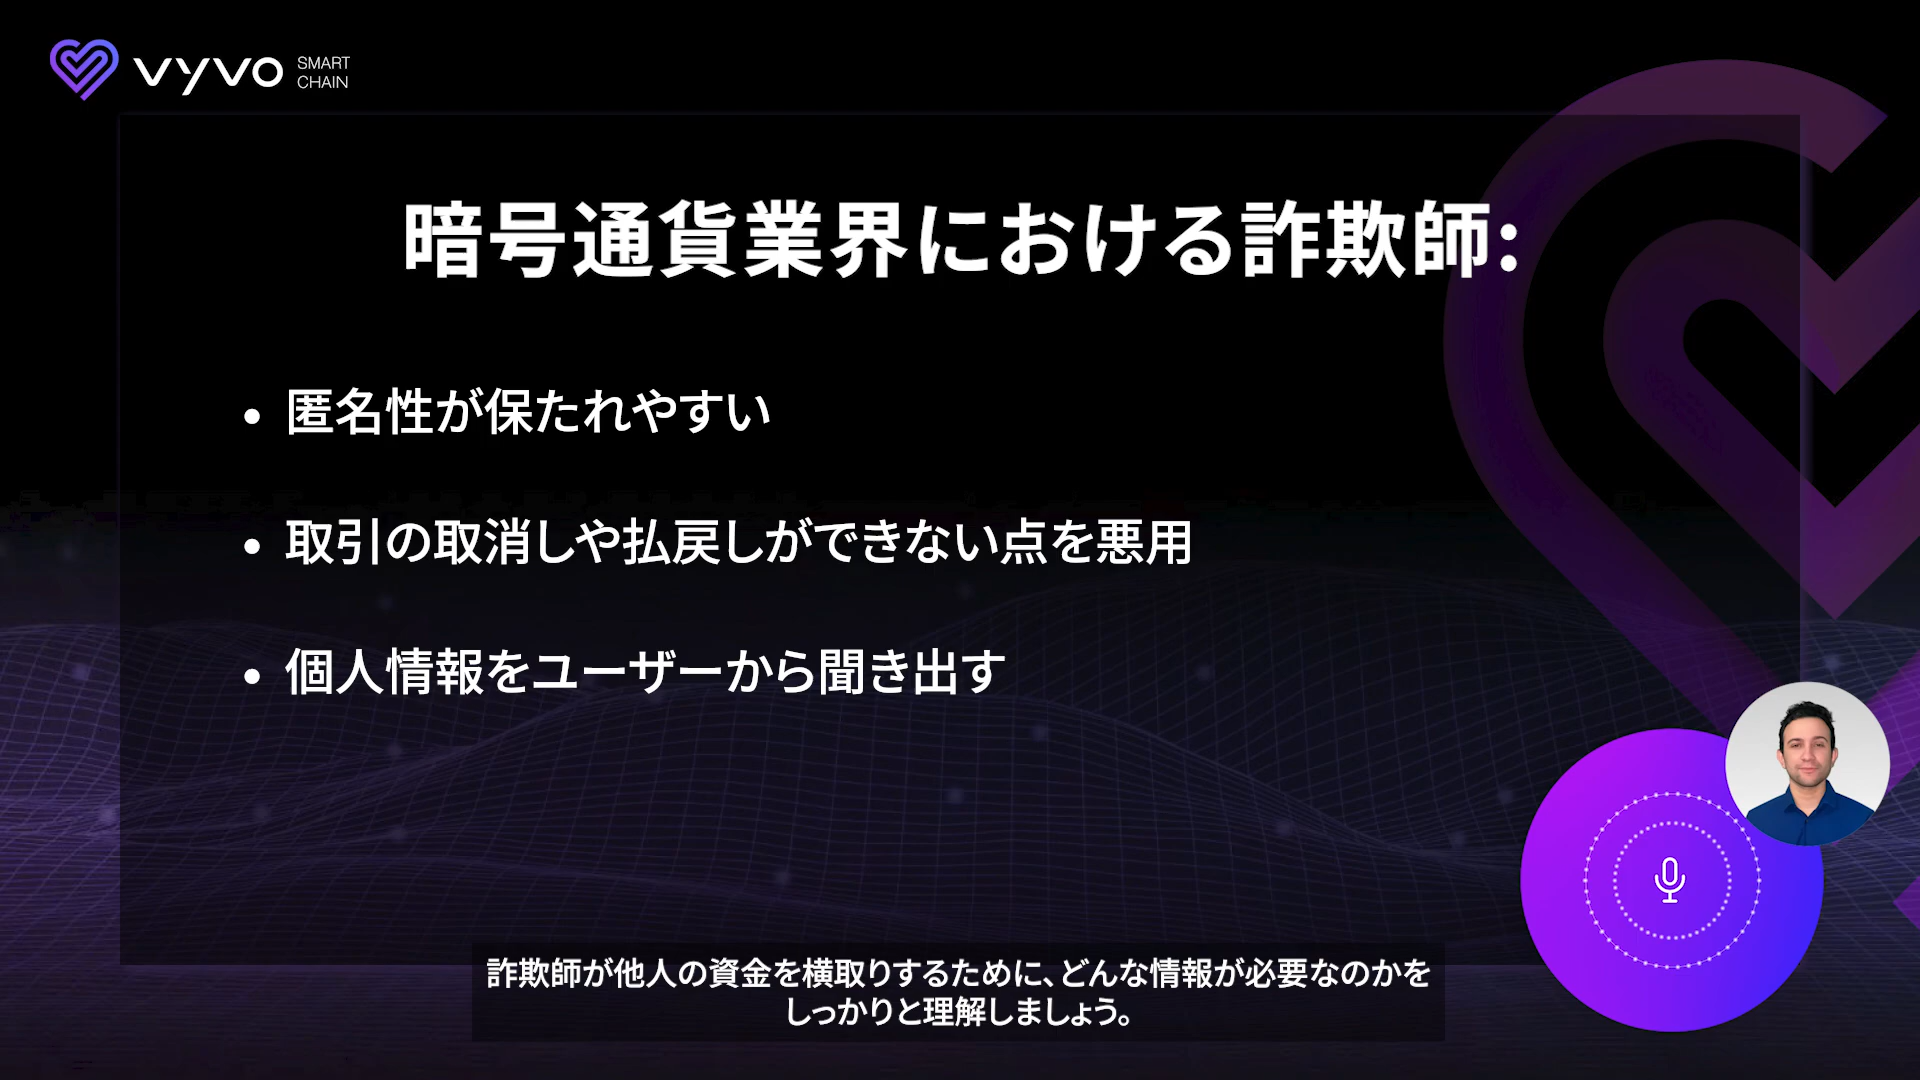 vyvo SMART
CHAIN
暗号通貨業界における詐欺師:
• 匿名性が保たれやすい
• 取引の取消しや払戻しができない点を悪用
• 個人情報をユーザーから聞き出す
詐欺師が他人の資金を横取りするために、どんな情報が必要なのかを
しっかりと理解しましょう。